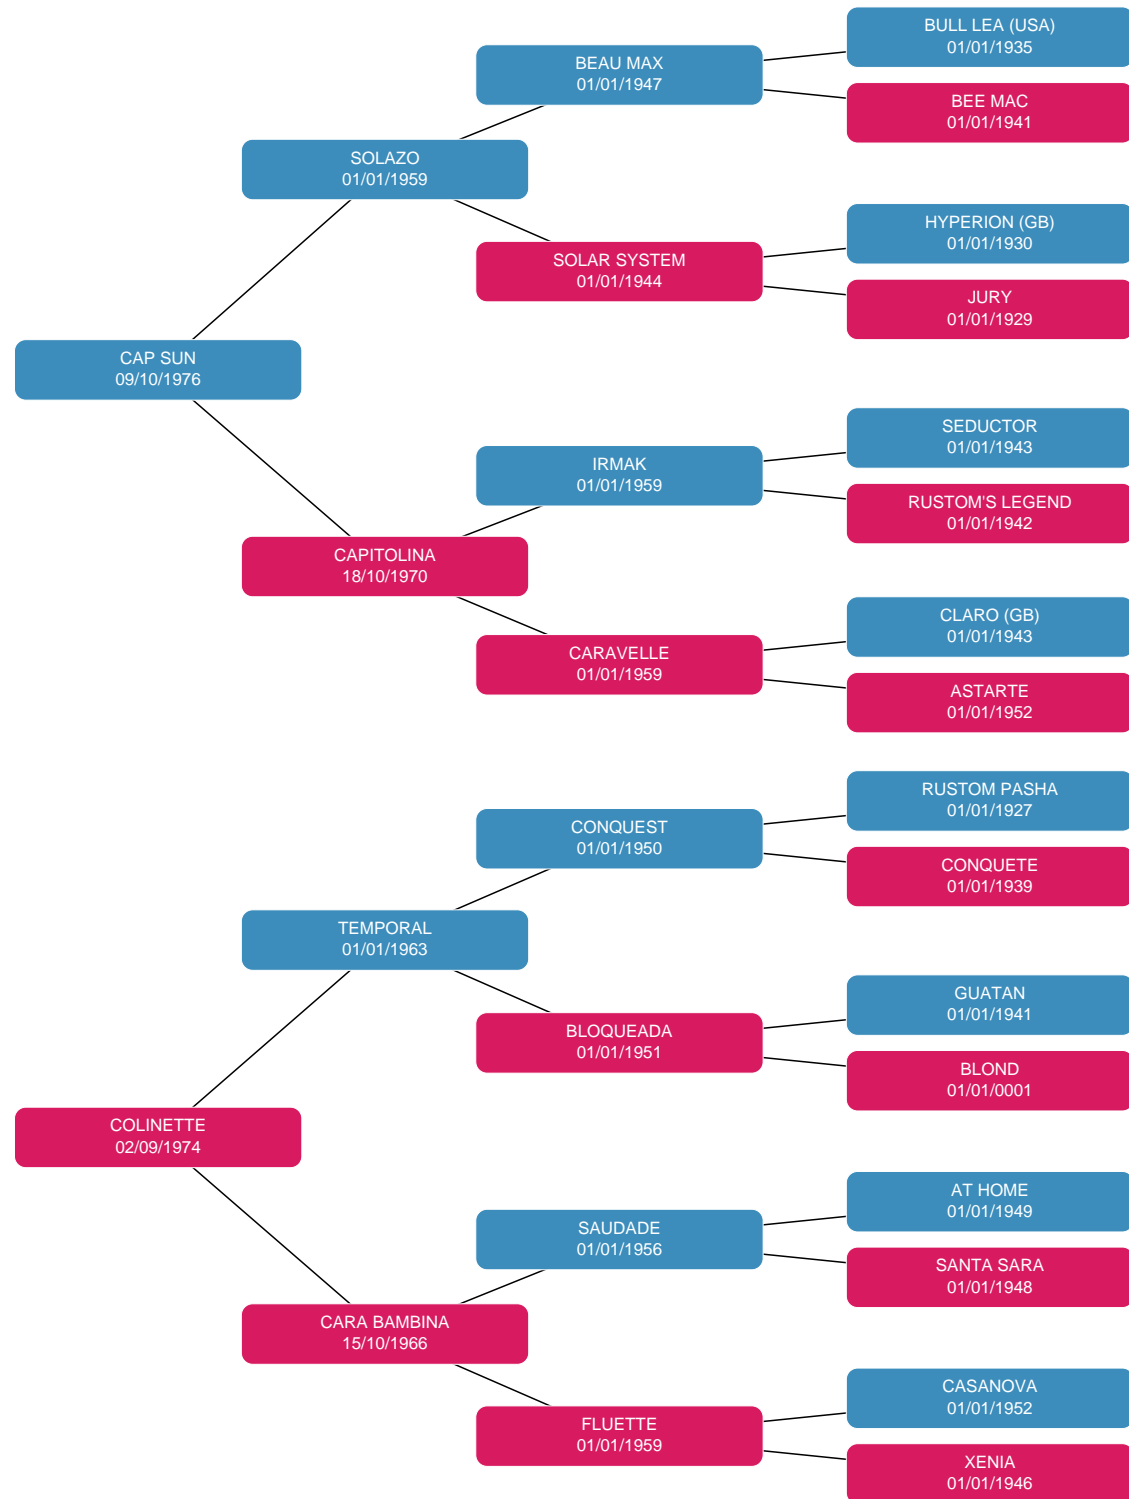 BULL LEA (USA)
01/01/1935
BEAU MAX
01/01/1947
BEE MAC
01/01/1941
SOLAZO
01/01/1959
HYPERION (GB)
01/01/1930
SOLAR SYSTEM
01/01/1944
JURY
01/01/1929
CAP SUN
09/10/1976
SEDUCTOR
01/01/1943
IRMAK
01/01/1959
RUSTOM'S LEGEND
01/01/1942
CAPITOLINA
18/10/1970
CLARO (GB)
01/01/1943
CARAVELLE
01/01/1959
ASTARTE
01/01/1952
RUSTOM PASHA
01/01/1927
CONQUEST
01/01/1950
CONQUETE
01/01/1939
TEMPORAL
01/01/1963
GUATAN
01/01/1941
BLOQUEADA
01/01/1951
BLOND
01/01/0001
COLINETTE
02/09/1974
AT HOME
01/01/1949
SAUDADE
01/01/1956
SANTA SARA
01/01/1948
CARA BAMBINA
15/10/1966
CASANOVA
01/01/1952
FLUETTE
01/01/1959
XENIA
01/01/1946